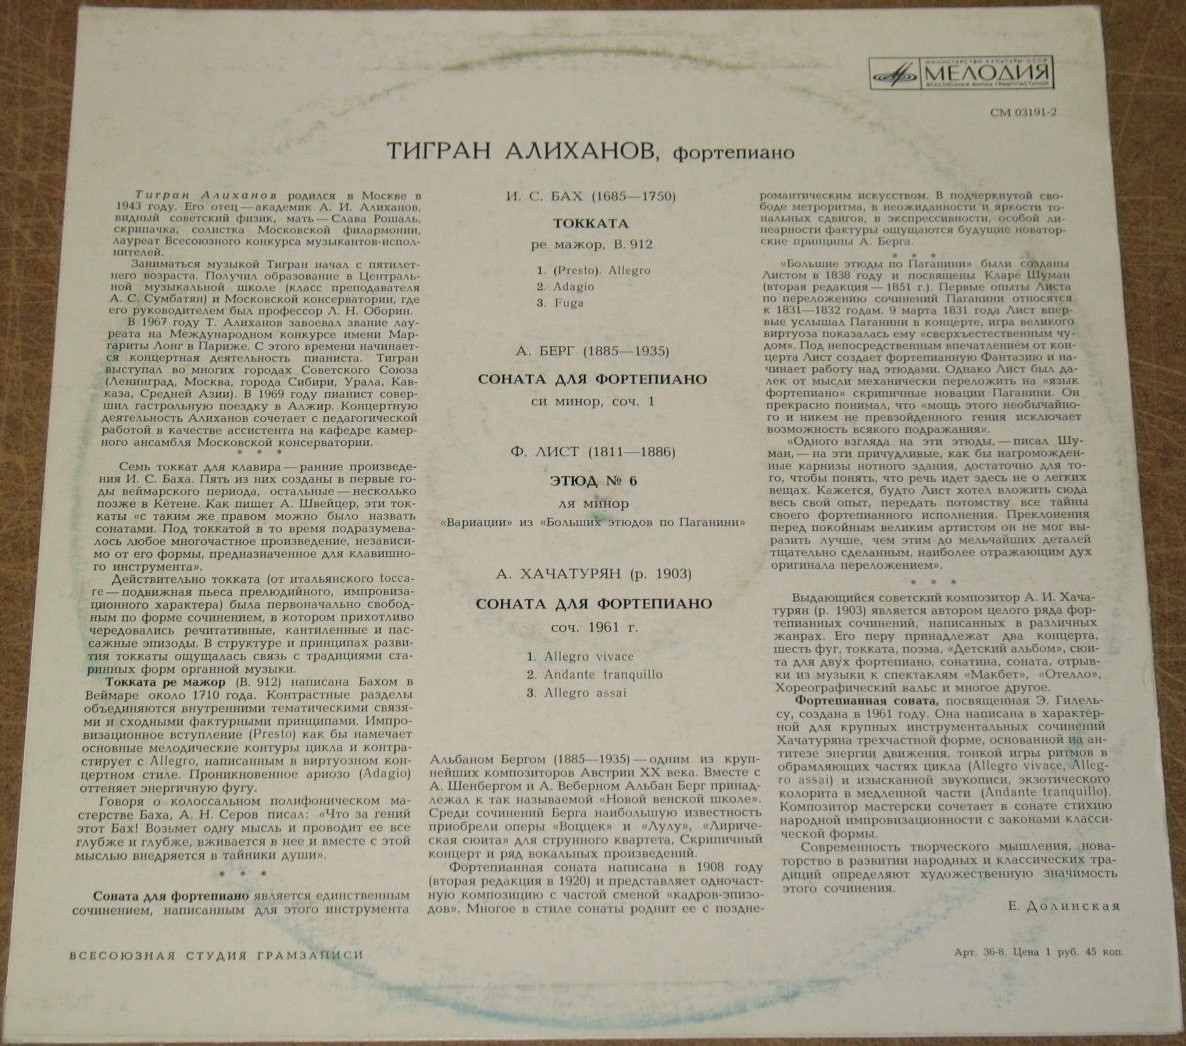 МИНИСТЕРСТВО КУЛЬТУРЫ СССР
МЕЛОДИЯ
ВСЕСОЮЗНАЯ ФИРМА ГРАМПЛАСТИНОК
СМ 03191-2
ТИГРАН АЛИХАНОВ, фортепиано
Тигран Алиханов родился в Москве в
1943 году. Его отец — академик А. И. Алиханов,
видный советский физик, мать — Слава Рошаль,
скрипачка, солистка Московской филармонии,
лауреат Всесоюзного конкурса музыкантов-испол-
нителей.
Заниматься музыкой Тигран начал с пятилет-
него возраста. Получил образование в Централь-
ной музыкальной школе (класс преподавателя
А. С. Сумбатян) и Московской консерватории, где
его руководителем был профессор Л. Н. Оборин.
В 1967 году Т. Алиханов завоевал звание лау-
реата на Международном конкурсе имени Мар-
гариты Лонг в Париже. С этого времени начинает-
ся концертная деятельность пианиста. Тигран
выступал во многих городах Советского Союза
(Ленинград, Москва, города Сибири, Урала, Кав-
каза, Средней Азии). В 1969 году пианист совер-
шил гастрольную поездку в Алжир. Концертную
деятельность Алиханов сочетает с педагогической
работой в качестве ассистента на кафедре камер-
ного ансамбля Московской консерватории.
* * *
Семь токкат для клавира — ранние произведе-
ния И. С. Баха. Пять из них созданы в первые го-
ды веймарского периода, остальные — несколько
позже в Кётене. Как пишет А. Швейцер, эти ток-
каты «с таким же правом можно было назвать
сонатами. Под токкатой в то время подразумева-
лось любое многочастное произведение, независи-
мо от его формы, предназначенное для клавишно-
го инструмента».
Действительно токката (от итальянского tocca-
re — подвижная пьеса прелюдийного, импровиза-
ционного характера) была первоначально свобод-
ным по форме сочинением, в котором прихотливо
чередовались речитативные, кантиленные и пас-
сажные эпизоды. В структуре и принципах разви-
тия токкаты ощущалась связь с традициями ста-
ринных форм органной музыки.
Токката ре мажор (В. 912) написана Бахом в
Веймаре около 1710 года. Контрастные разделы
объединяются внутренними тематическими связя-
ми и сходными фактурными принципами. Импро-
визационное вступление (Presto) как бы намечает
основные мелодические контуры цикла и контра-
стирует с Allegro, написанным в виртуозном кон-
цертном стиле. Проникновенное ариозо (Adagio)
оттеняет энергичную фугу.
Говоря о колоссальном полифоническом ма-
стерстве Баха, А. Н. Серов писал: «Что за гений
этот Бах! Возьмет одну мысль и проводит ее все
глубже и глубже, вживается в нее и вместе с этой
мыслью внедряется в тайники души».
* * *
Соната для фортепиано является единственным
сочинением, написанным для этого инструмента
И. С. БАХ (1685—1750)
ТОККАТА
ре мажор, В. 912
1. (Presto). Allegro
2. Adagio
3. Fuga
А. БЕРГ (1885—1935)
СОНАТА ДЛЯ ФОРТЕПИАНО
си минор, соч. 1
Ф. ЛИСТ (1811—1886)
ЭТЮД № 6
ля минор
«Вариации» из «Больших этюдов по Паганини»
А. ХАЧАТУРЯН (р. 1903)
СОНАТА ДЛЯ ФОРТЕПИАНО
соч. 1961 г.
1. Allegro vivace
2. Andante tranquillo
3. Allegro assai
Альбаном Бергом (1885—1935) — одним из круп-
нейших композиторов Австрии XX века. Вместе с
А. Шенбергом и А. Веберном Альбан Берг принад-
лежал к так называемой «Новой венской школе».
Среди сочинений Берга наибольшую известность
приобрели оперы «Воццек» и «Лулу», «Лириче-
ская сюита» для струнного квартета, Скрипичный
концерт и ряд вокальных произведений.
Фортепианная соната написана в 1908 году
(вторая редакция в 1920) и представляет одночаст-
ную композицию с частой сменой «кадров-эпизо-
дов». Многое в стиле сонаты роднит ее с поздне-
романтическим искусством. В подчеркнутой сво-
боде метроритма, в неожиданности и яркости то-
нальных сдвигов, в экспрессивности, особой ли-
неарности фактуры ощущаются будущие новатор-
ские принципы А. Берга.
* * *
«Большие этюды по Паганини» были созданы
Листом в 1838 году и посвящены Кларе Шуман
(вторая редакция — 1851 г.). Первые опыты Листа
по переложению сочинений Паганини относятся
к 1831—1832 годам. 9 марта 1831 года Лист впер-
вые услышал Паганини в концерте, игра великого
виртуоза показалась ему «сверхъестественным чу-
дом». Под непосредственным впечатлением от кон-
церта Лист создает фортепианную Фантазию и на-
чинает работу над этюдами. Однако Лист был да-
лек от мысли механически переложить на «язык
фортепиано» скрипичные новации Паганини. Он
прекрасно понимал, что «мощь этого необычайно-
го и никем не превзойденного гения исключает
возможность всякого подражания».
«Одного взгляда на эти этюды, — писал Шу-
ман, — на эти причудливые, как бы нагроможден-
ные карнизы нотного здания, достаточно для то-
го, чтобы понять, что речь идет здесь не о легких
вещах. Кажется, будто Лист хотел вложить сюда
весь свой опыт, передать потомству все тайны
своего фортепианного исполнения. Преклонения
перед покойным великим артистом он не мог вы-
разить лучше, чем этим до мельчайших деталей
тщательно сделанным, наиболее отражающим дух
оригинала переложением».
* * *
Выдающийся советский композитор А. И. Хача-
турян (р. 1903) является автором целого ряда фор-
тепианных сочинений, написанных в различных
жанрах. Его перу принадлежат два концерта,
шесть фуг, токката, поэма, «Детский альбом», сюи-
та для двух фортепиано, сонатина, соната, отрыв-
ки из музыки к спектаклям «Макбет», «Отелло»,
Хореографический вальс и многое другое.
Фортепианная соната, посвященная Э. Гилель-
су, создана в 1961 году. Она написана в характер-
ной для крупных инструментальных сочинений
Хачатуряна трехчастной форме, основанной на ан-
титезе энергии движения, тонкой игры ритмов в
обрамляющих частях цикла (Allegro vivace, Alleg-
ro assai) и изысканной звукописи, экзотического
колорита в медленной части (Andante tranquillo).
Композитор мастерски сочетает в сонате стихию
народной импровизационности с законами класси-
ческой формы.
Современность творческого мышления, нова-
торство в развитии народных и классических тра-
диций определяют художественную значимость
этого сочинения.
Е. Долинская
ВСЕСОЮЗНАЯ СТУДИЯ ГРАМЗАПИСИ
Арт. 36-8. Цена 1 руб. 45 коп.